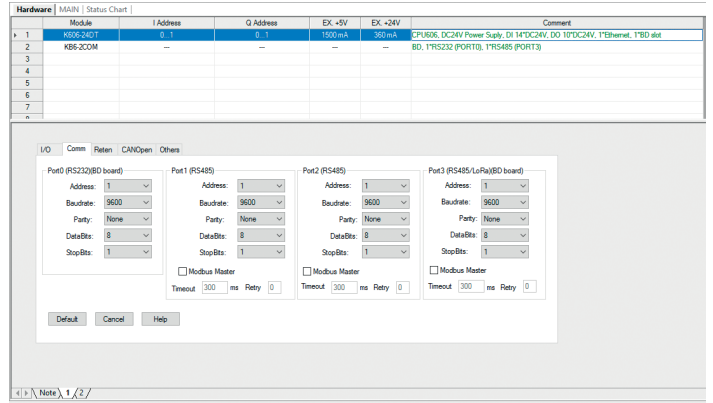 Hardware MAIN Status Chart
Module I Address Q Address EX. +5V EX. +24V Comment
1 K606-24DT 0...1 0...1 1500 mA 360 mA CPU606, DC24V Power Suply, DI 14*DC24V, DO 10*DC24V, 1*Ethernet, 1*BD slot
2 KB6-2COM --- --- --- --- BD, 1*RS232 (PORT0), 1*RS485 (PORT3)
3
4
5
6
7
I/O Comm Reten CANOpen Others
Port0 (RS232)(BD board) Port1 (RS485) Port2 (RS485) Port3 (RS485/LoRa)(BD board)
Address: 1 Address: 1 Address: 1 Address: 1
Baudrate: 9600 Baudrate: 9600 Baudrate: 9600 Baudrate: 9600
Parity: None Parity: None Parity: None Parity: None
DataBits: 8 DataBits: 8 DataBits: 8 DataBits: 8
StopBits: 1 StopBits: 1 StopBits: 1 StopBits: 1
Modbus Master Modbus Master Modbus Master
Timeout 300 ms Retry 0 Timeout 300 ms Retry 0 Timeout 300 ms Retry 0
Default Cancel Help
Note 1 2